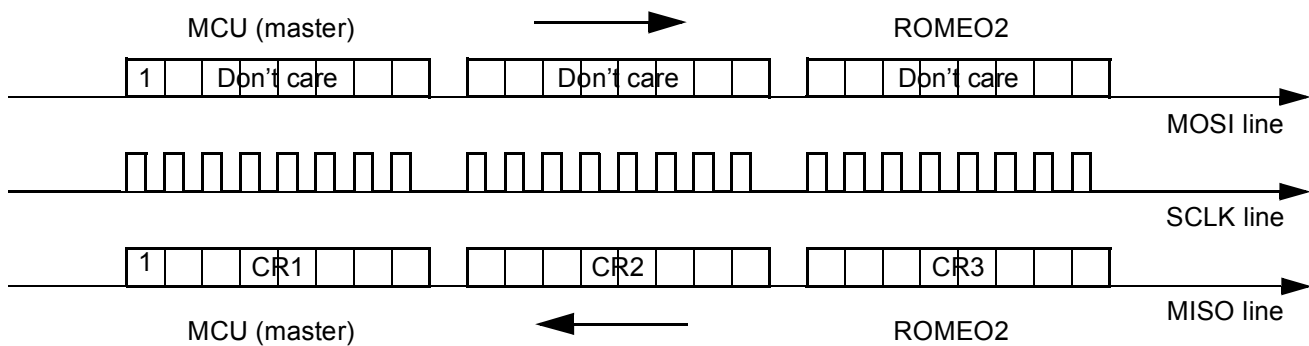 MCU (master) ROMEO2
1 Don't care Don't care Don't care
MOSI line
SCLK line
1 CR1 CR2 CR3
MISO line
MCU (master) ROMEO2